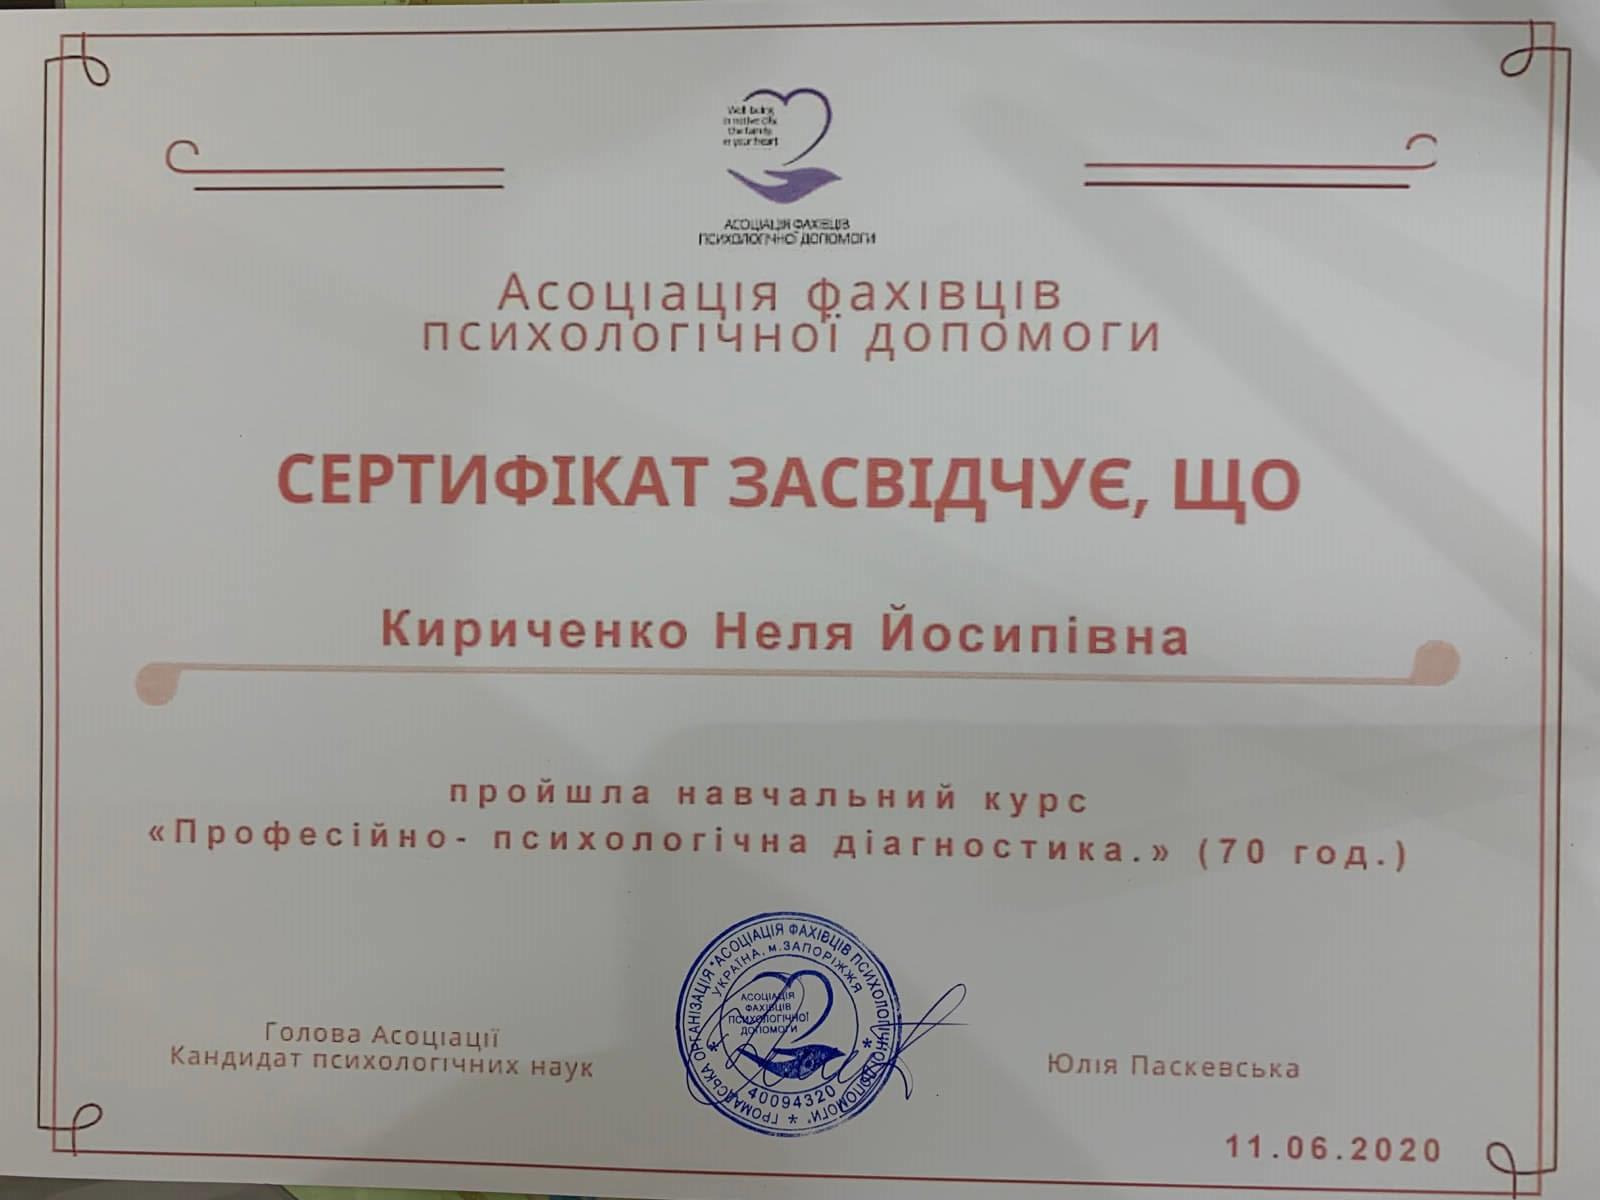 Well being
in native city,
the family,
in your heart
АСОЦІАЦІЯ ФАХІВЦІВ
ПСИХОЛОГІЧНОЇ ДОПОМОГИ
Асоціація фахівців
психологічної допомоги
СЕРТИФІКАТ ЗАСВІДЧУЄ, ЩО
Кириченко Неля Йосипівна
пройшла навчальний курс
«Професійно- психологічна діагностика.» (70 год.)
ГРОМАДСЬКА ОРГАНІЗАЦІЯ "АСОЦІАЦІЯ ФАХІВЦІВ ПСИХОЛОГІЧНОЇ ДОПОМОГИ"
УКРАЇНА, м.ЗАПОРІЖЖЯ
АСОЦІАЦІЯ
ФАХІВЦІВ
ПСИХОЛОГІЧНОЇ
ДОПОМОГИ
* 40094320 *
Голова Асоціації
Кандидат психологічних наук
Юлія Паскевська
11.06.2020